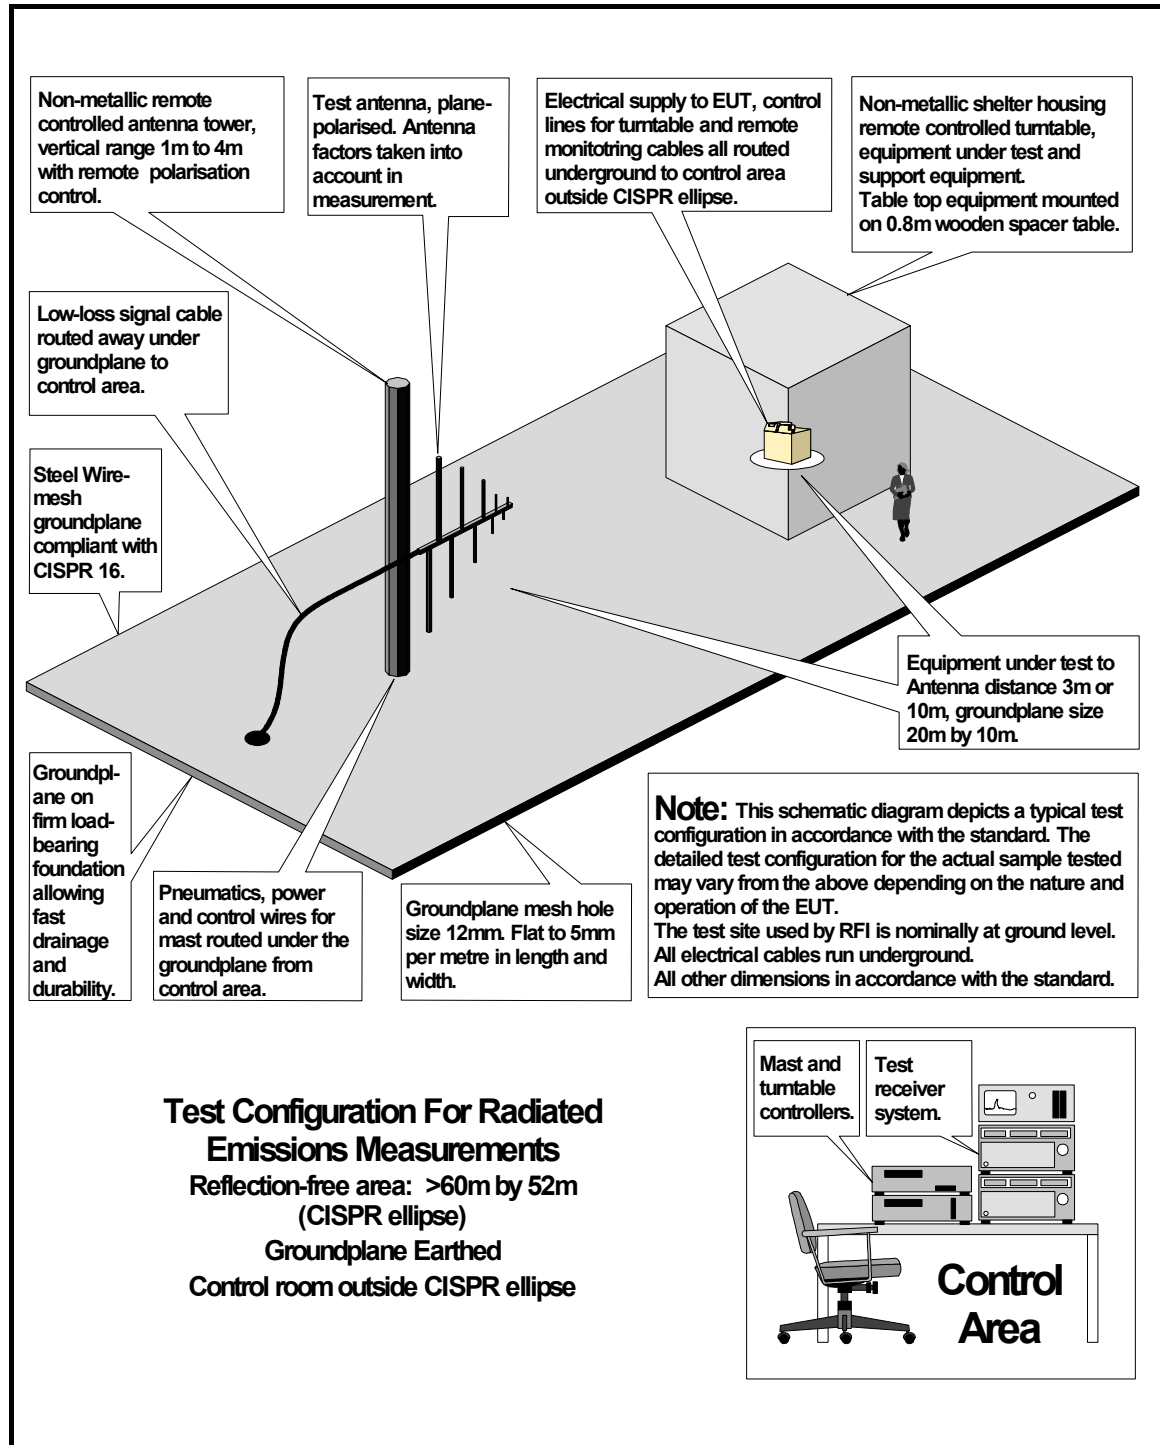 Non-metallic remote
controlled antenna tower,
vertical range 1m to 4m
with remote polarisation
control.
Test antenna, plane-
polarised. Antenna
factors taken into
account in
measurement.
Electrical supply to EUT, control
lines for turntable and remote
monitotring cables all routed
underground to control area
outside CISPR ellipse.
Non-metallic shelter housing
remote controlled turntable,
equipment under test and
support equipment.
Table top equipment mounted
on 0.8m wooden spacer table.
Low-loss signal cable
routed away under
groundplane to
control area.
Steel Wire-
mesh
groundplane
compliant with
CISPR 16.
Equipment under test to
Antenna distance 3m or
10m, groundplane size
20m by 10m.
Groundpl-
ane on
firm load-
bearing
foundation
allowing
fast
drainage
and
durability.
Pneumatics, power
and control wires for
mast routed under the
groundplane from
control area.
Groundplane mesh hole
size 12mm. Flat to 5mm
per metre in length and
width.
Note: This schematic diagram depicts a typical test
configuration in accordance with the standard. The
detailed test configuration for the actual sample tested
may vary from the above depending on the nature and
operation of the EUT.
The test site used by RFI is nominally at ground level.
All electrical cables run underground.
All other dimensions in accordance with the standard.
Test Configuration For Radiated
Emissions Measurements
Reflection-free area: >60m by 52m
(CISPR ellipse)
Groundplane Earthed
Control room outside CISPR ellipse
Mast and
turntable
controllers.
Test
receiver
system.
Control
Area